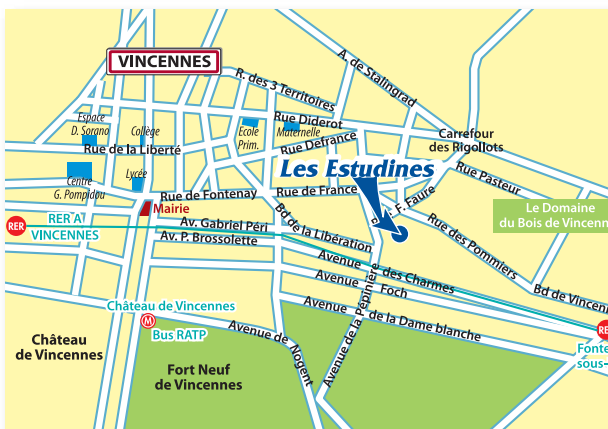 VINCENNES
A. de Stalingrad
R. des 3 Territoires
Espace
D. Sorano
Collège
Rue Diderot
Ecole
Prim.
Maternelle
Rue Defrance
Carrefour
des Rigollots
Rue de la Liberté
Les Estudines
Rue Pasteur
Centre
G. Pompidou
Lycée
Rue de Fontenay
Rue de France
F. Faure
Mairie
Le Domaine
du Bois de Vincenn
RER
RER A
VINCENNES
Av. Gabriel Péri
Av. P. Brossolette
Bd de la Libération
Rue des Pommiers
Avenue des Charmes
Avenue Foch
Bd de Vincen
Château de Vincennes
M
Bus RATP
Avenue de la Dame blanche
Avenue de la Pépinière
Avenue de Nogent
RE
Fonte
sous-
Château
de Vincennes
Fort Neuf
de Vincennes